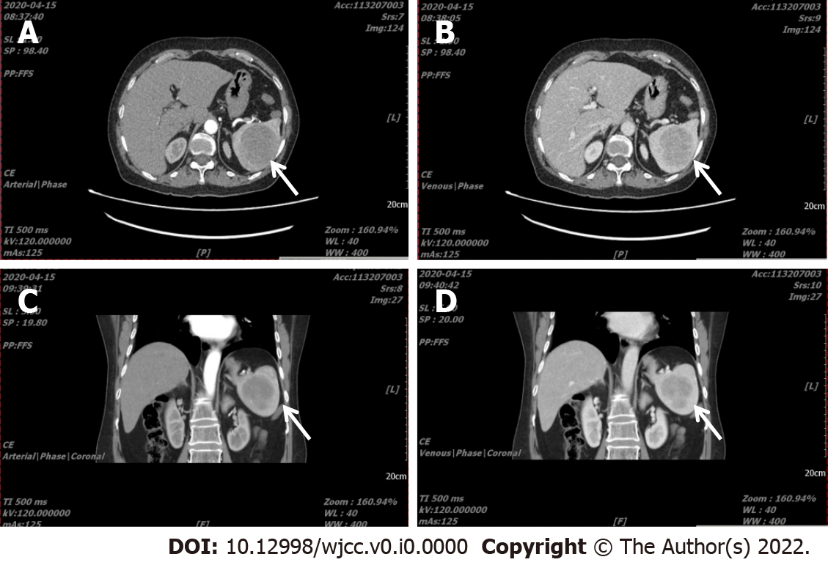 2020-04-15
08:37:40
A
SP : 98.40
PP:FFS
Acc:113207003
Srs:7
Img:124
[L]
CE
Arterial|Phase
20cm
TI 500 ms
kV:120.000000
mAs:125
[P]
Zoom : 160.94%
WL : 40
WW : 400
2020-04-15
08:38:05
B
SP : 98.40
PP:FFS
Acc:113207003
Srs:9
Img:124
[L]
CE
Venous|Phase
20cm
TI 500 ms
kV:120.000000
mAs:125
[P]
Zoom : 160.94%
WL : 40
WW : 400
2020-04-15
C
SP : 19.80
PP:FFS
Acc:113207003
Srs:8
Img:27
[L]
CE
Arterial|Phase|Coronal
20cm
TI 500 ms
kV:120.000000
mAs:125
[F]
Zoom : 160.94%
WL : 40
WW : 400
2020-04-15
09:40:42
D
SP : 20.00
PP:FFS
Acc:113207003
Srs:10
Img:27
[L]
CE
Venous|Phase|Coronal
20cm
TI 500 ms
kV:120.000000
mAs:125
[F]
Zoom : 160.94%
WL : 40
WW : 400
DOI: 10.12998/wjcc.v0.i0.0000 Copyright © The Author(s) 2022.